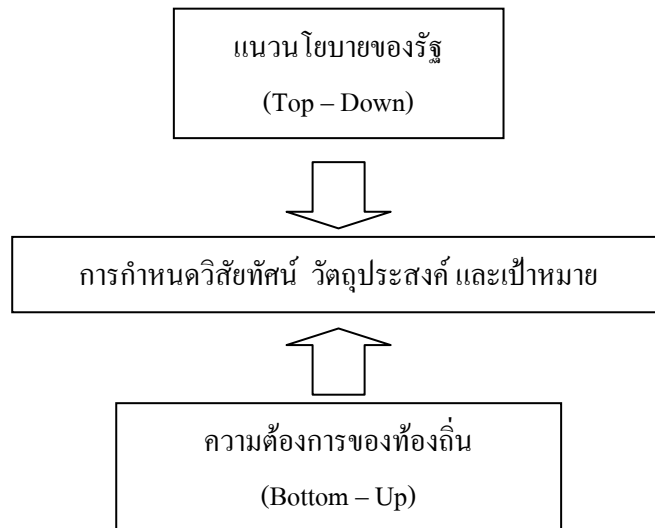 แนวนโยบายของรัฐ
(Top – Down)
การกำหนดวิสัยทัศน์ วัตถุประสงค์ และเป้าหมาย
ความต้องการของท้องถิ่น
(Bottom – Up)